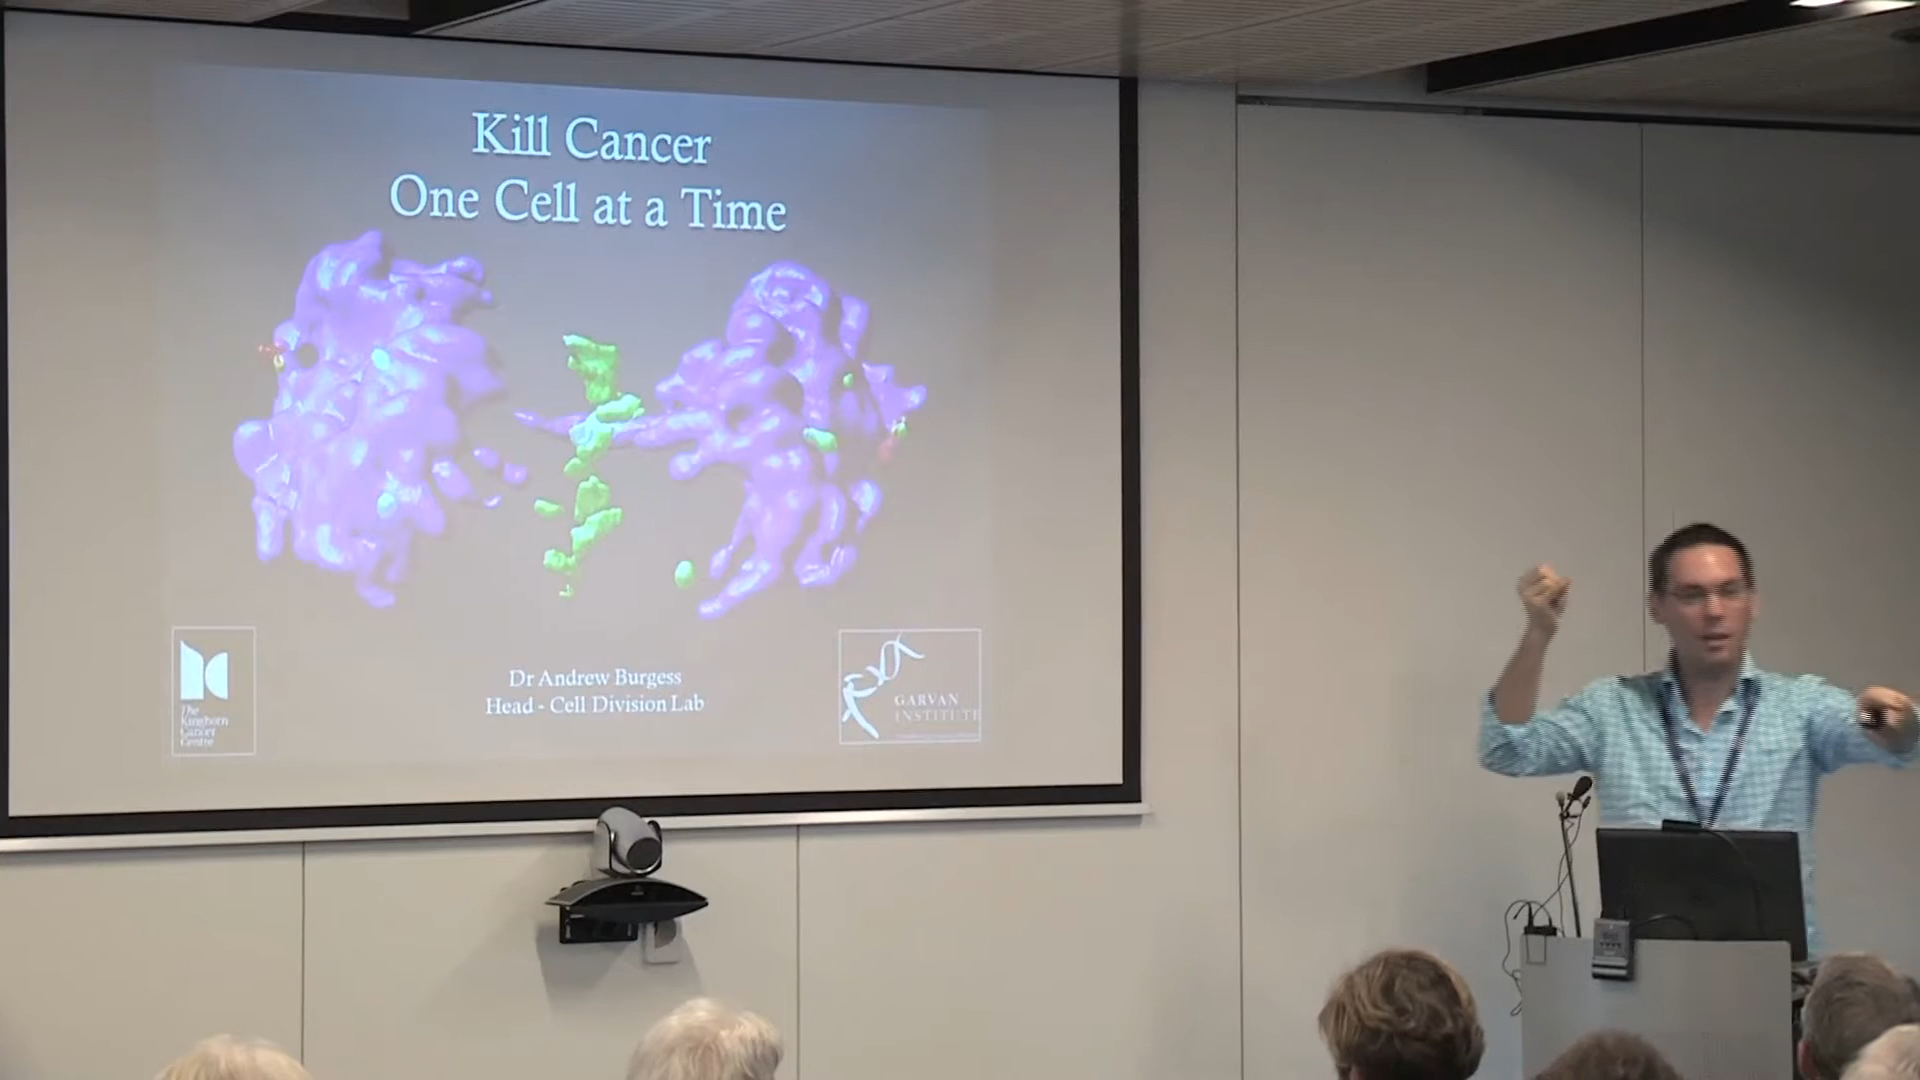 Kill Cancer
One Cell at a Time
Dr Andrew Burgess
Head - Cell Division Lab
The
Kinghorn
Cancer
Centre
GARVAN
INSTITUTE